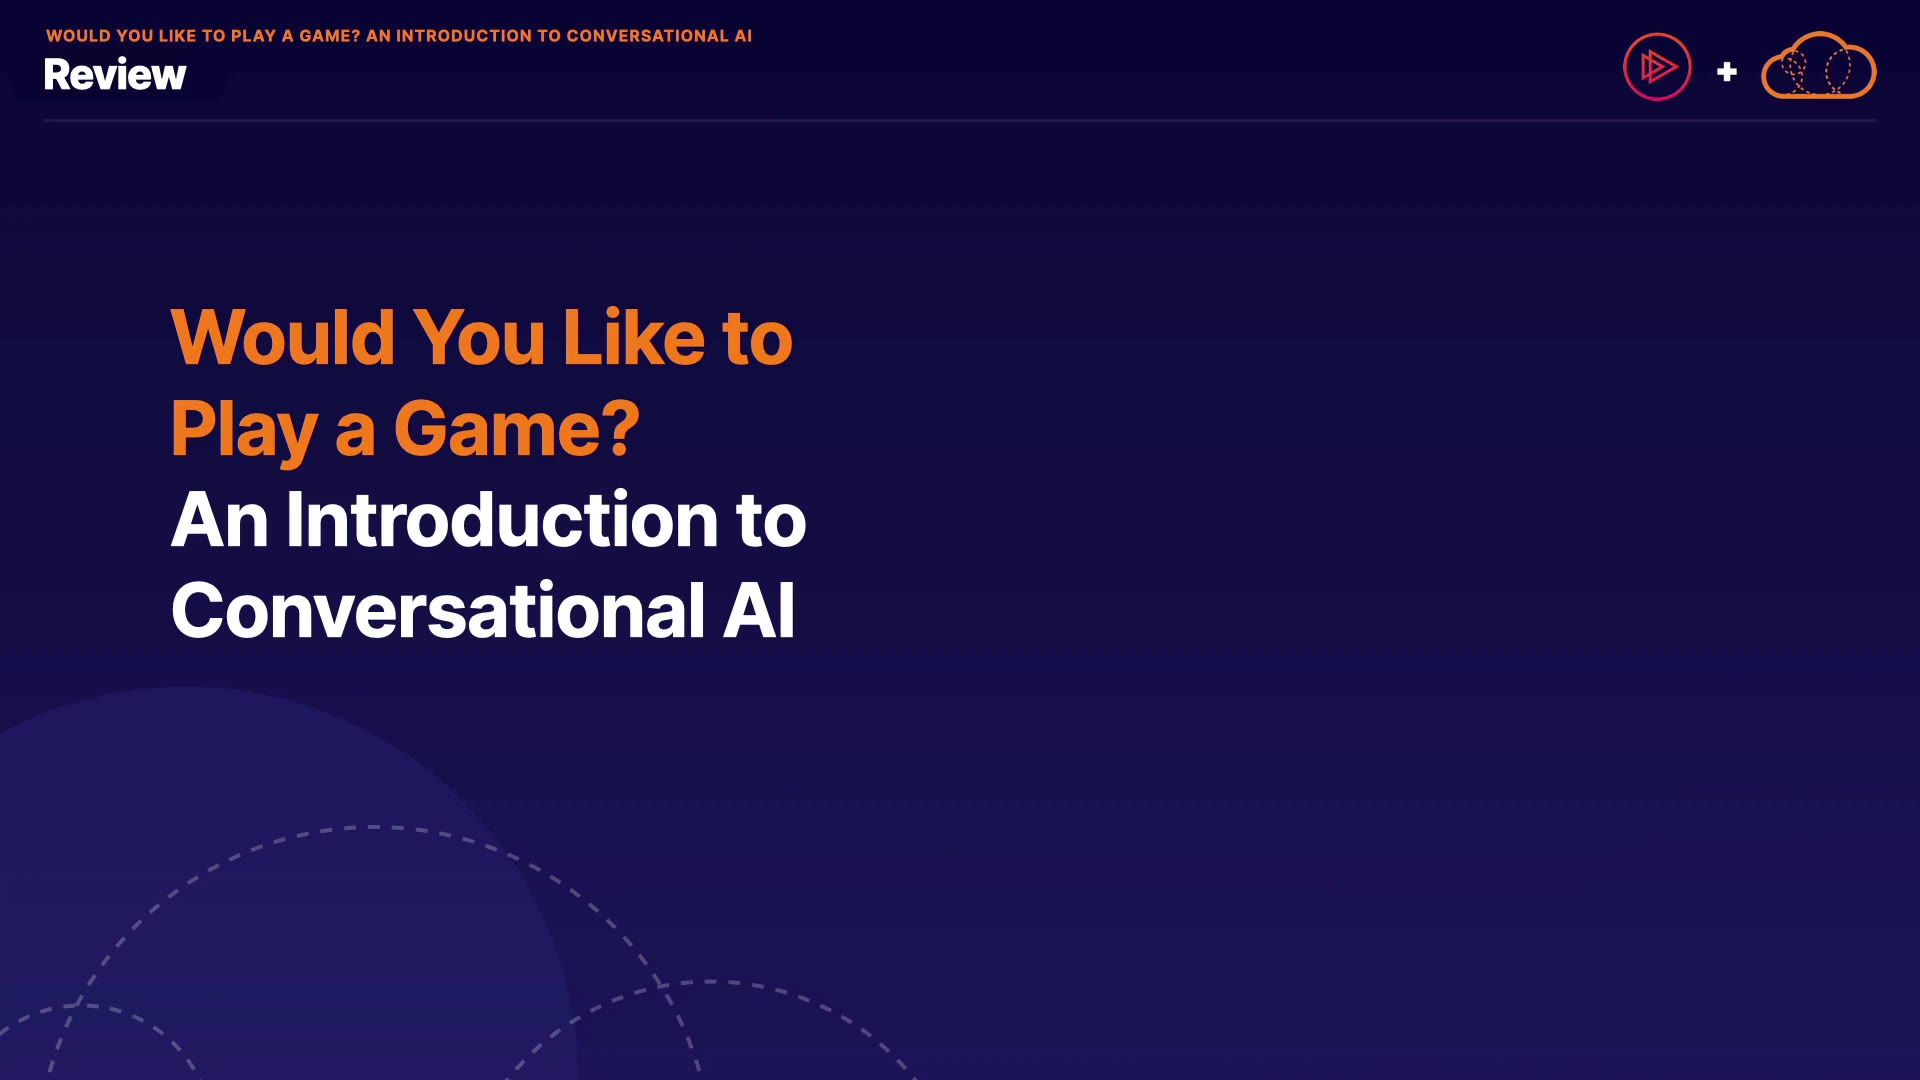 WOULD YOU LIKE TO PLAY A GAME? AN INTRODUCTION TO CONVERSATIONAL AI
Review
Would You Like to
Play a Game?
An Introduction to
Conversational AI